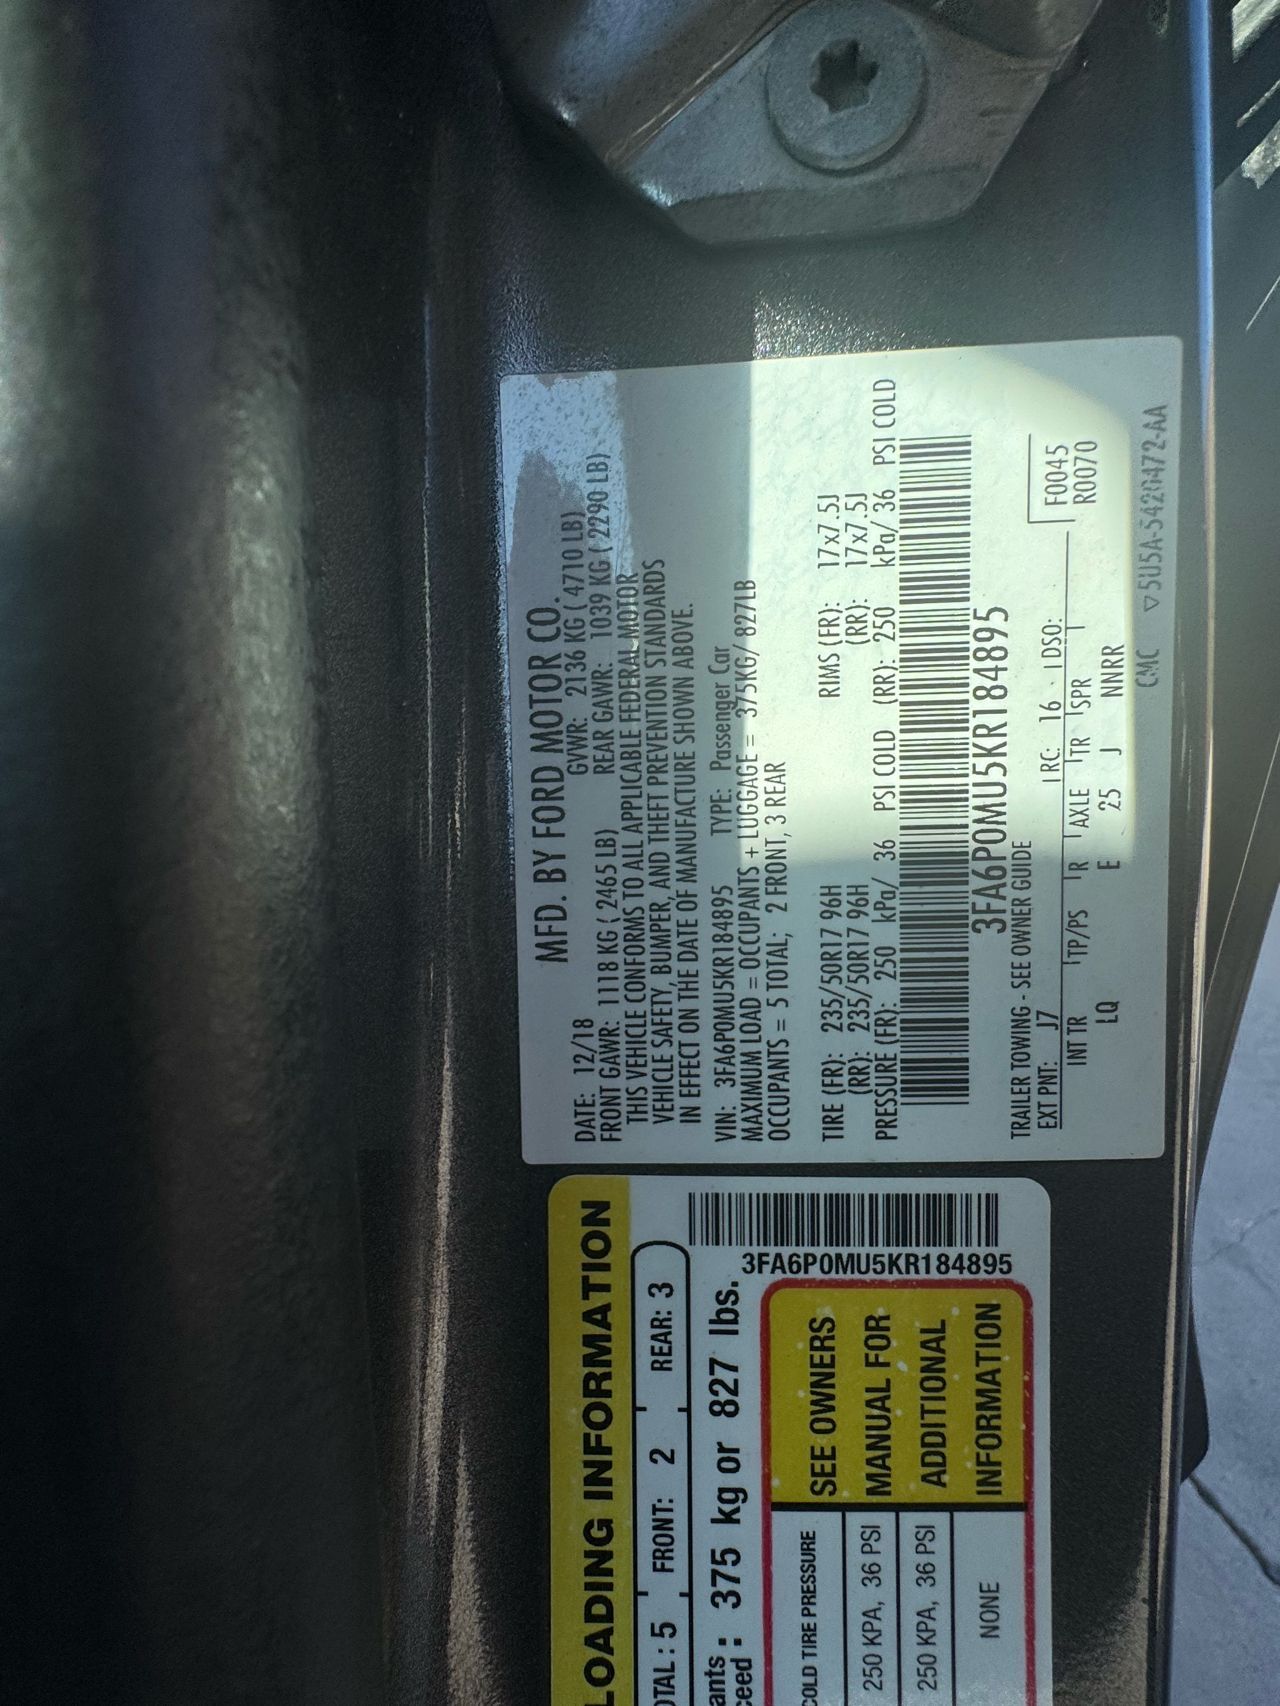 MFD. BY FORD MOTOR CO.
DATE: 12/18 GVWR: 2136 KG ( 4710 LB)
FRONT GAWR: 1118 KG ( 2465 LB) REAR GAWR: 1039 KG ( 2290 LB)
THIS VEHICLE CONFORMS TO ALL APPLICABLE FEDERAL MOTOR
VEHICLE SAFETY, BUMPER, AND THEFT PREVENTION STANDARDS
IN EFFECT ON THE DATE OF MANUFACTURE SHOWN ABOVE.
VIN: 3FA6P0MU5KR184895 TYPE: Passenger Car
MAXIMUM LOAD = OCCUPANTS + LUGGAGE = 375KG/ 827LB
OCCUPANTS = 5 TOTAL; 2 FRONT, 3 REAR
TIRE (FR): 235/50R17 96H RIMS (FR): 17x7.5J
(RR): 235/50R17 96H (RR): 17x7.5J
PRESSURE (FR): 250 kPa/ 36 PSI COLD (RR): 250 kPa/ 36 PSI COLD
3FA6P0MU5KR184895
TRAILER TOWING - SEE OWNER GUIDE
F0045
EXT PNT: J7 RC: 16 DSO:
R0070
INT TR TP/PS R AXLE TR SPR
LQ E 25 J NNRR
CMC ▽5U5A-5420472-AA
LOADING INFORMATION
OTAL : 5 FRONT: 2 REAR: 3
ants
ceed : 375 kg or 827 lbs.
3FA6P0MU5KR184895
COLD TIRE PRESSURE
250 KPA, 36 PSI
250 KPA, 36 PSI
NONE
SEE OWNERS
MANUAL FOR
ADDITIONAL
INFORMATION